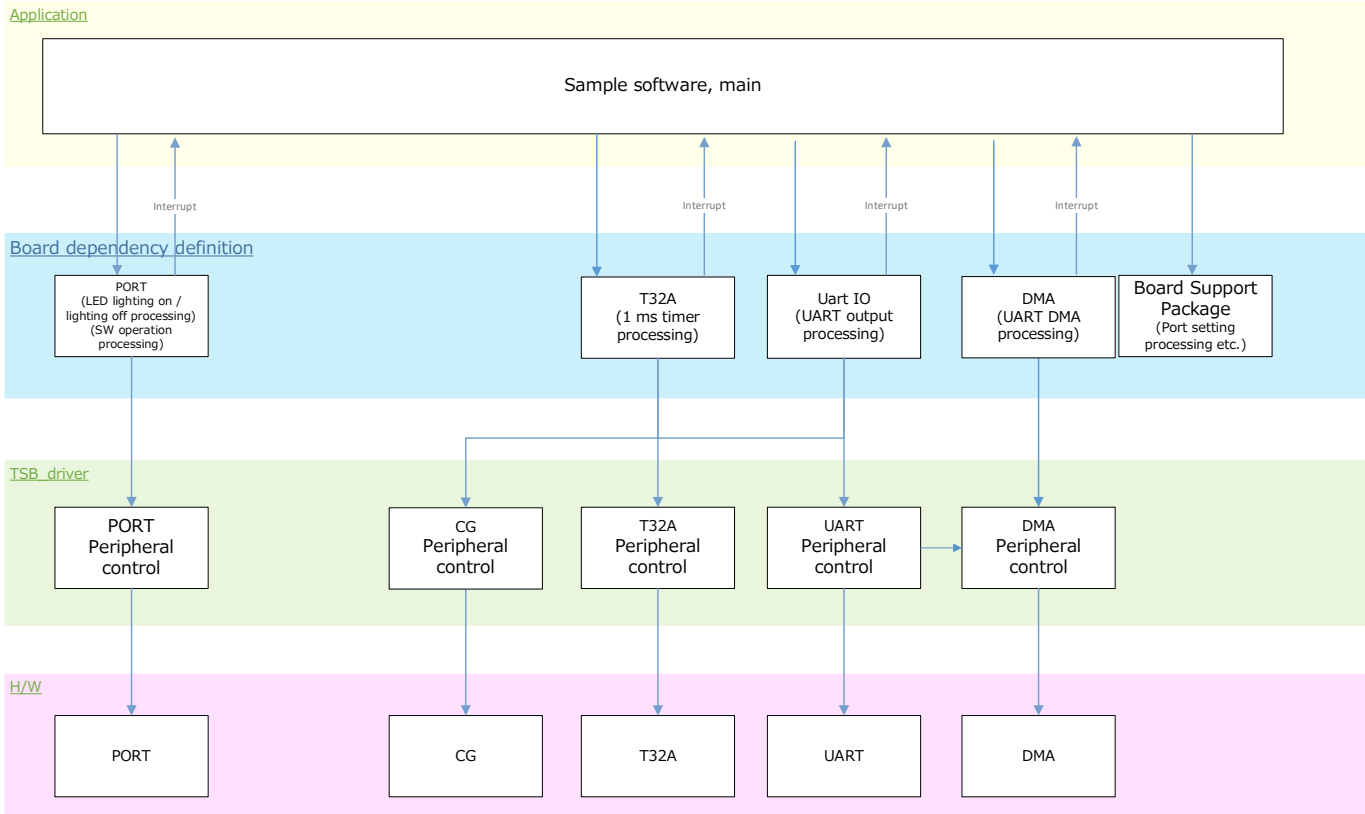 Application
Sample software, main
Interrupt
Interrupt
Interrupt
Interrupt
Board dependency definition
PORT
(LED lighting on /
lighting off processing)
(SW operation
processing)
T32A
(1 ms timer
processing)
Uart IO
(UART output
processing)
DMA
(UART DMA
processing)
Board Support
Package
(Port setting
processing etc.)
TSB_driver
PORT
Peripheral
control
CG
Peripheral
control
T32A
Peripheral
control
UART
Peripheral
control
DMA
Peripheral
control
H/W
PORT
CG
T32A
UART
DMA